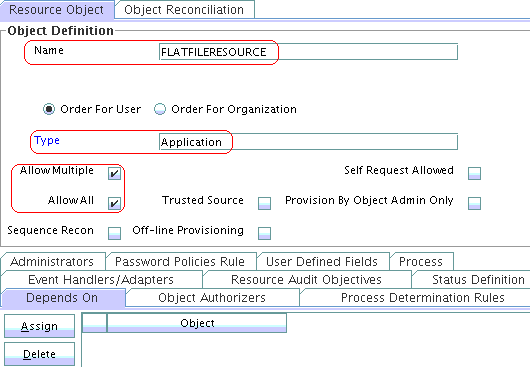 Resource Object Object Reconciliation
Object Definition
Name FLATFILERESOURCE
Order For User Order For Organization
Type Application
Allow Multiple Self Request Allowed
Allow All Trusted Source Provision By Object Admin Only
Sequence Recon Off-line Provisioning
Administrators Password Policies Rule User Defined Fields Process
Event Handlers/Adapters Resource Audit Objectives Status Definition
Depends On Object Authorizers Process Determination Rules
Assign Object
Delete